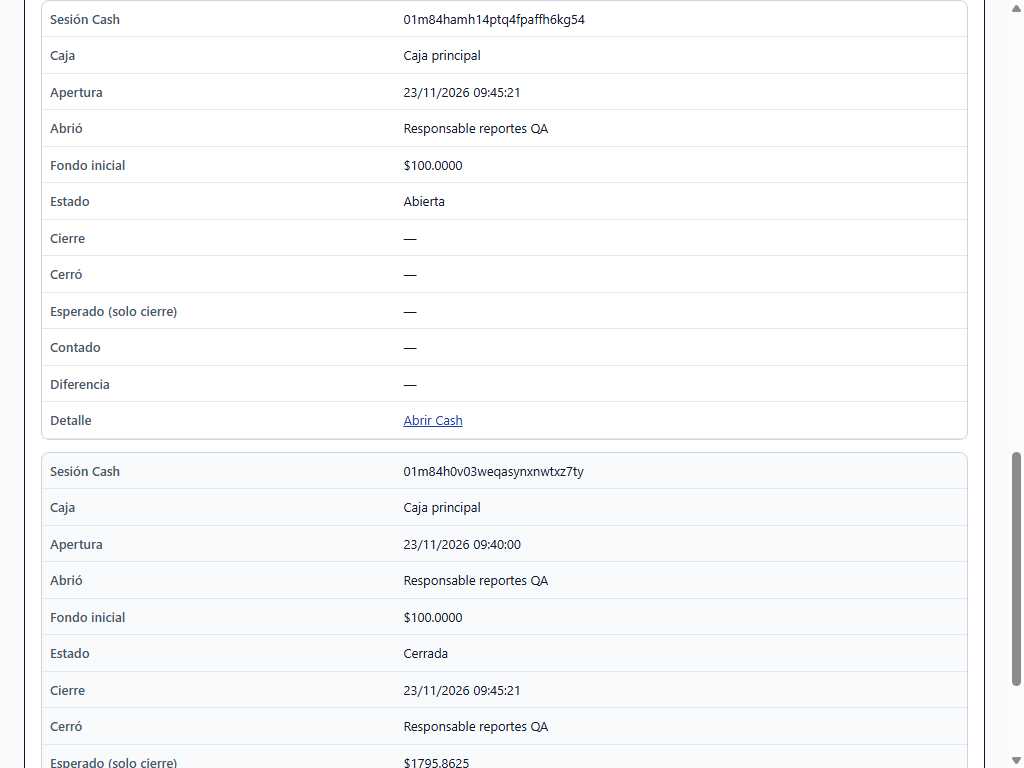 Sesión Cash 01m84hamh14ptq4fpaffh6kg54
Caja Caja principal
Apertura 23/11/2026 09:45:21
Abrió Responsable reportes QA
Fondo inicial $100.0000
Estado Abierta
Cierre —
Cerró —
Esperado (solo cierre) —
Contado —
Diferencia —
Detalle Abrir Cash
Sesión Cash 01m84h0v03weqasynxnwtxz7ty
Caja Caja principal
Apertura 23/11/2026 09:40:00
Abrió Responsable reportes QA
Fondo inicial $100.0000
Estado Cerrada
Cierre 23/11/2026 09:45:21
Cerró Responsable reportes QA
Esperado (solo cierre) $1795.8625